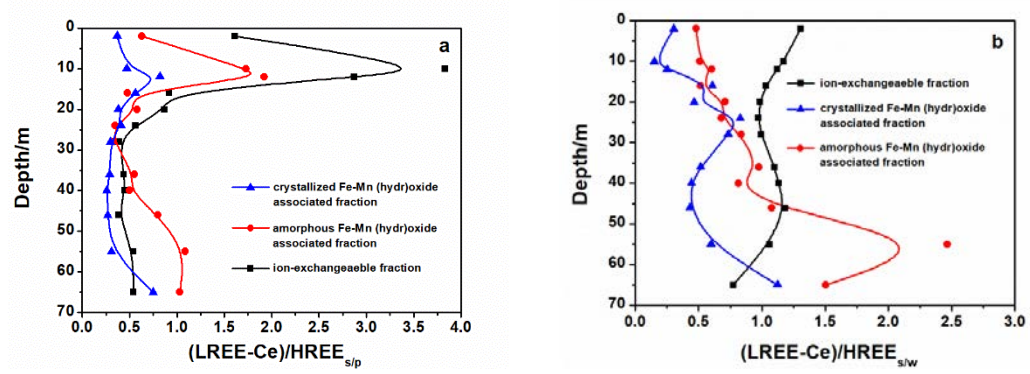 a
0
10
20
30
40
50
60
70
Depth/m
crystallized Fe-Mn (hydr)oxide
associated fraction
amorphous Fe-Mn (hydr)oxide
associated fraction
ion-exchangeaeble fraction
0.0 0.5 1.0 1.5 2.0 2.5 3.0 3.5 4.0
(LREE-Ce)/HREEs/p
b
0
10
20
30
40
50
60
70
Depth/m
ion-exchangeaeble fraction
crystallized Fe-Mn (hydr)oxide
associated fraction
amorphous Fe-Mn (hydr)oxide
associated fraction
0.0 0.5 1.0 1.5 2.0 2.5 3.0
(LREE-Ce)/HREEs/w